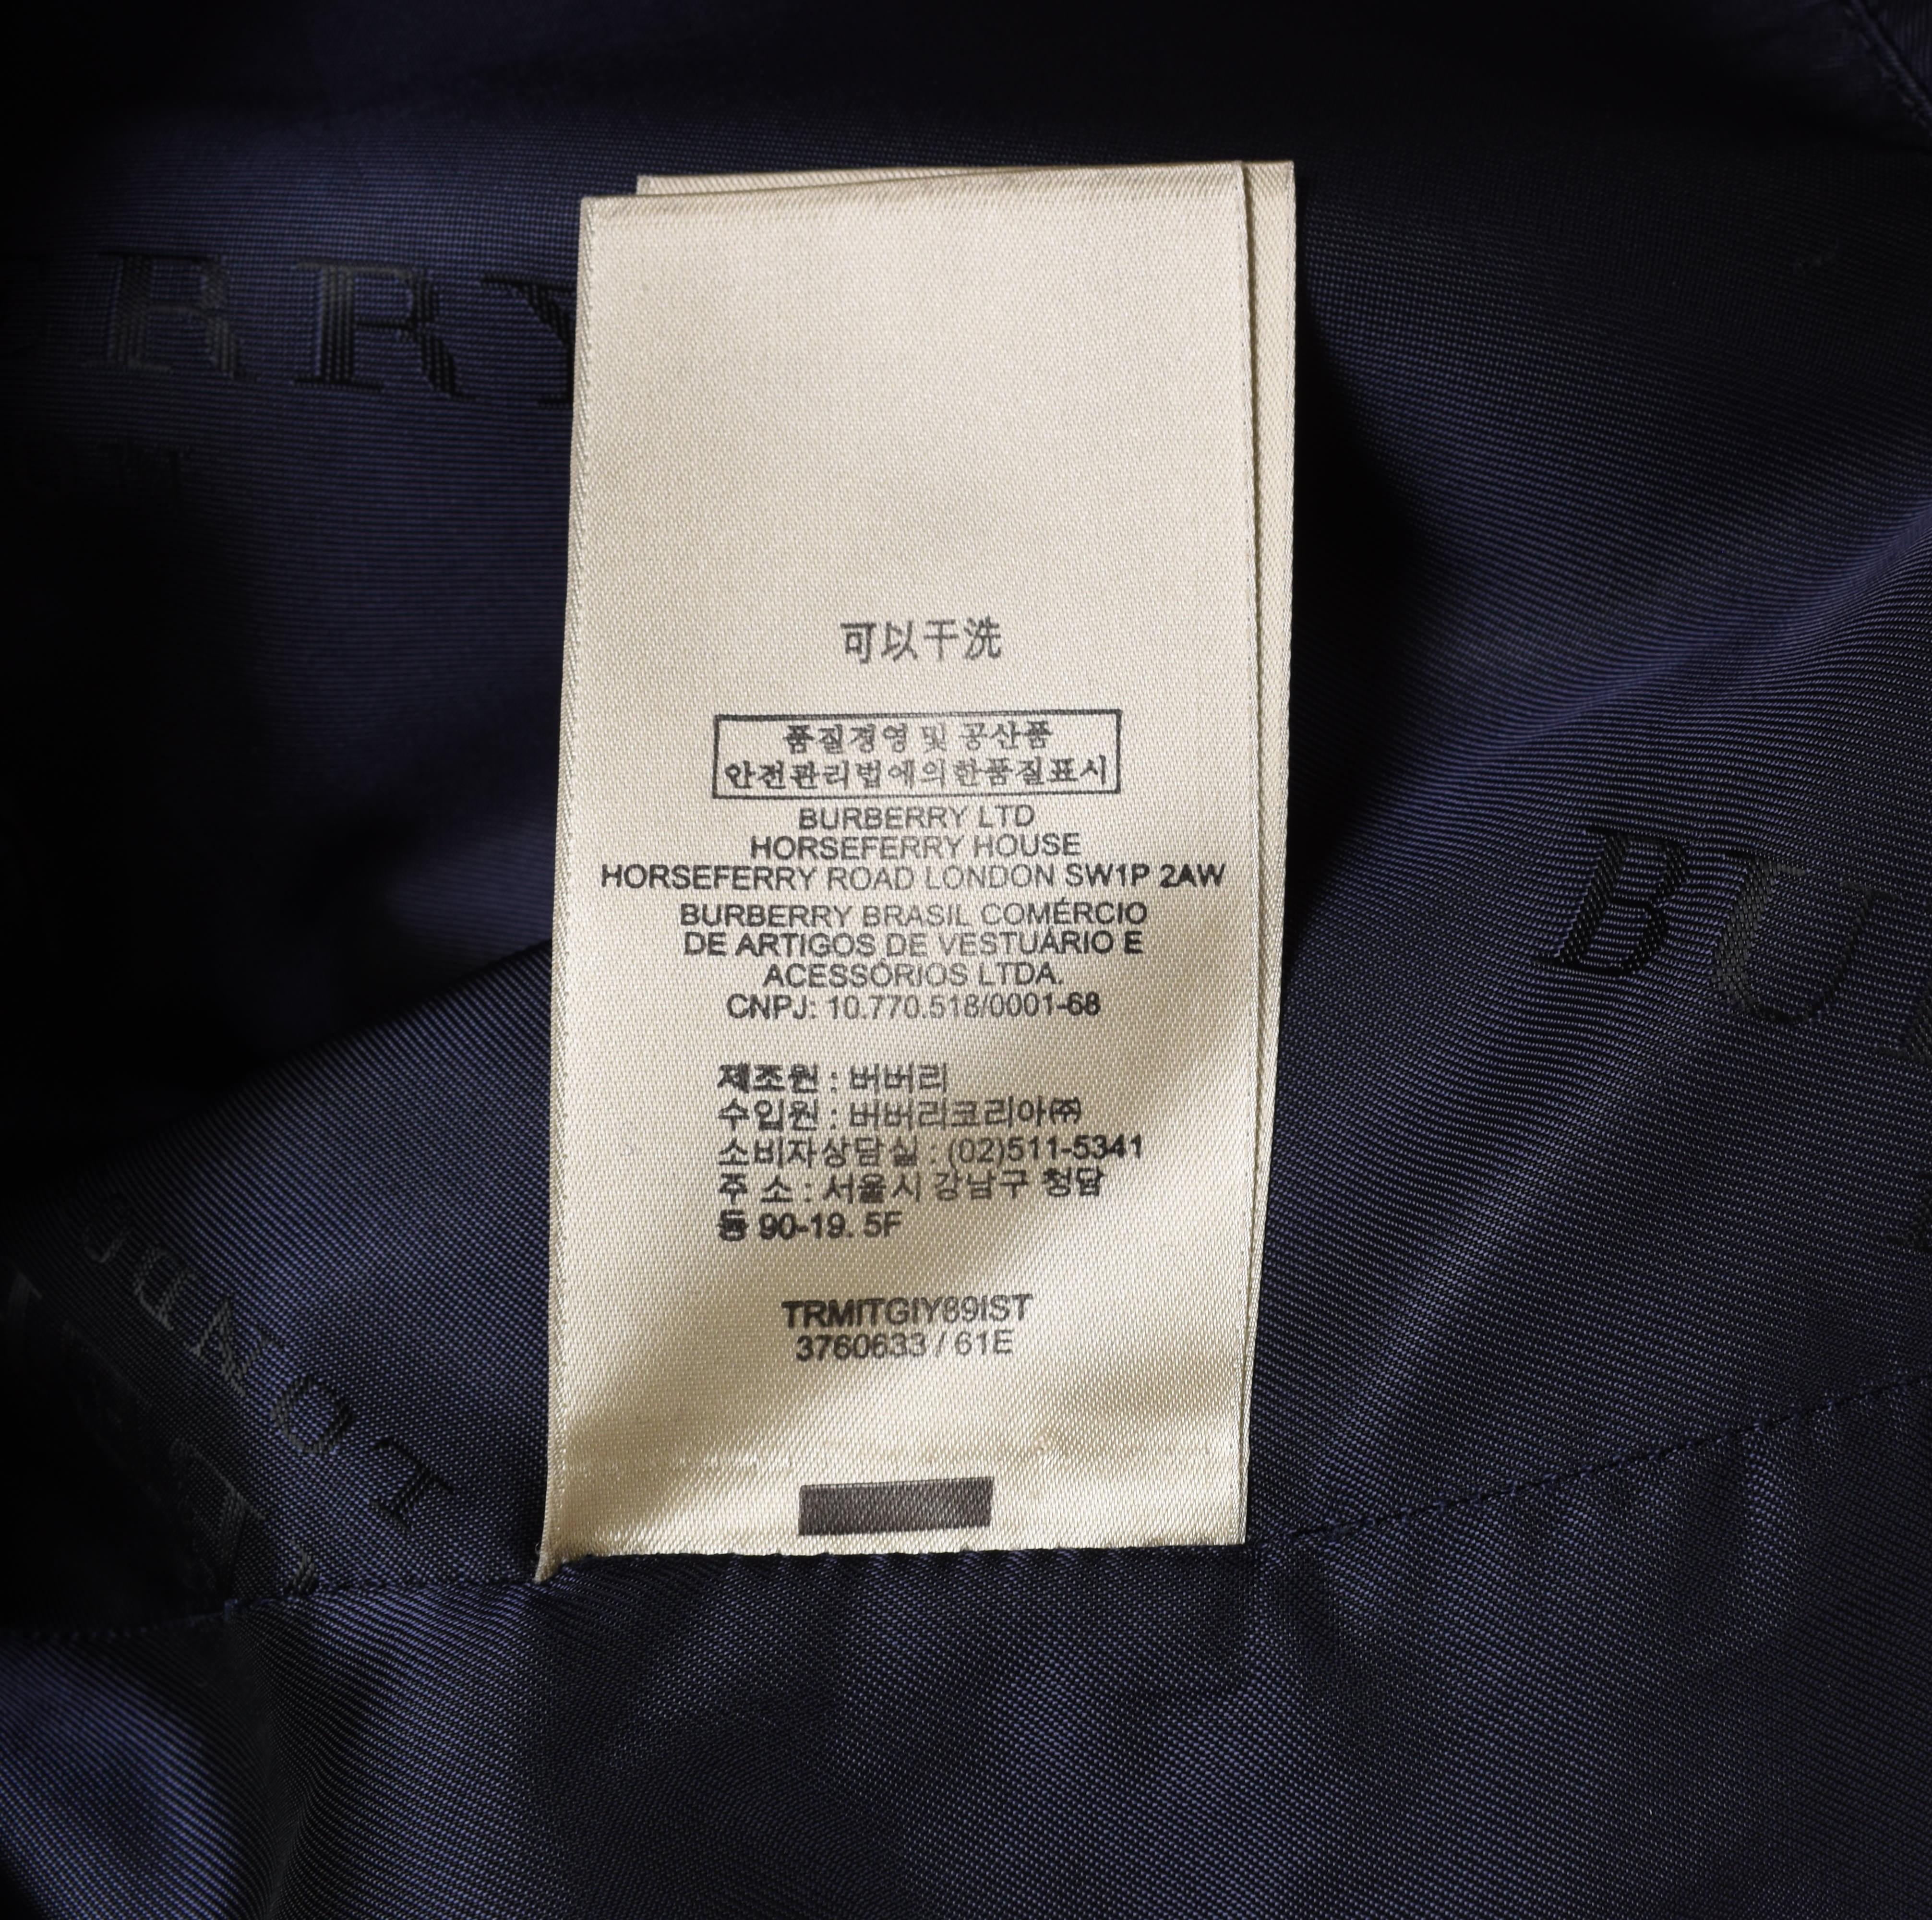 RRY
可以干洗
품질경영 및 공산품
안전관리법에의한품질표시
BURBERRY LTD
HORSEFERRY HOUSE
HORSEFERRY ROAD LONDON SW1P 2AW
BURBERRY BRASIL COMÉRCIO
DE ARTIGOS DE VESTUÁRIO E
ACESSÓRIOS LTDA.
CNPJ: 10.770.518/0001-68
제조원 : 버버리
수입원 : 버버리코리아㈜
소비자상담실 : (02)511-5341
주 소 : 서울시 강남구 청담
동 90-19. 5F
TRMITGIY89IST
3760633 / 61E
BU
LONDO